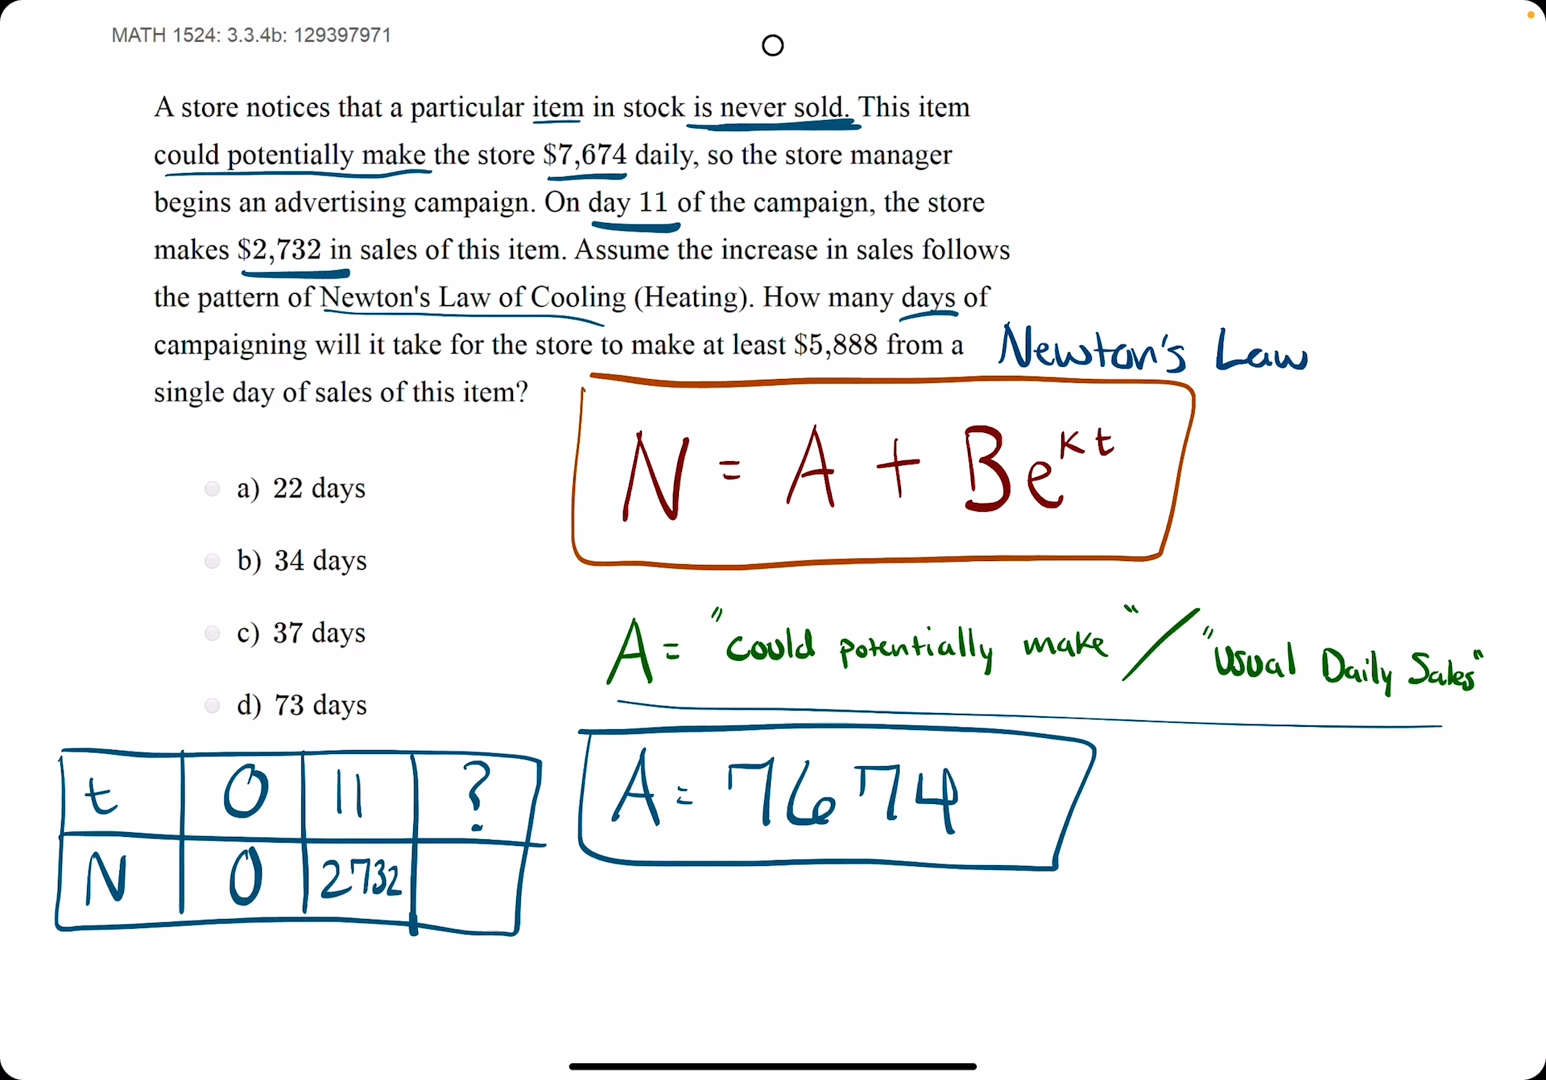 MATH 1524: 3.3.4b: 129397971
A store notices that a particular item in stock is never sold. This item
could potentially make the store $7,674 daily, so the store manager
begins an advertising campaign. On day 11 of the campaign, the store
makes $2,732 in sales of this item. Assume the increase in sales follows
the pattern of Newton's Law of Cooling (Heating). How many days of
campaigning will it take for the store to make at least $5,888 from a
single day of sales of this item?
Newton's Law
N = A + Be^kt
a) 22 days
b) 34 days
c) 37 days
d) 73 days
A = "could potentially make" / "Usual Daily Sales"
A = 7674
t 0 11 ?
N 0 2732